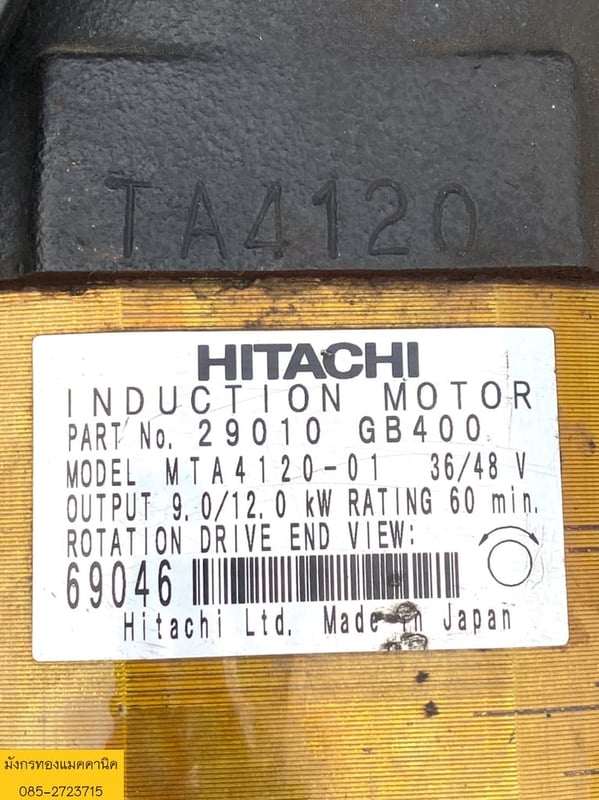 TA4120
HITACHI
INDUCTION MOTOR
PART No. 29010 GB400
MODEL MTA4120-01 36/48 V
OUTPUT 9.0/12.0 kW RATING 60 min.
ROTATION DRIVE END VIEW:
69046
Hitachi Ltd. Made in Japan
มังกรทองแมคคานิค
085-2723715